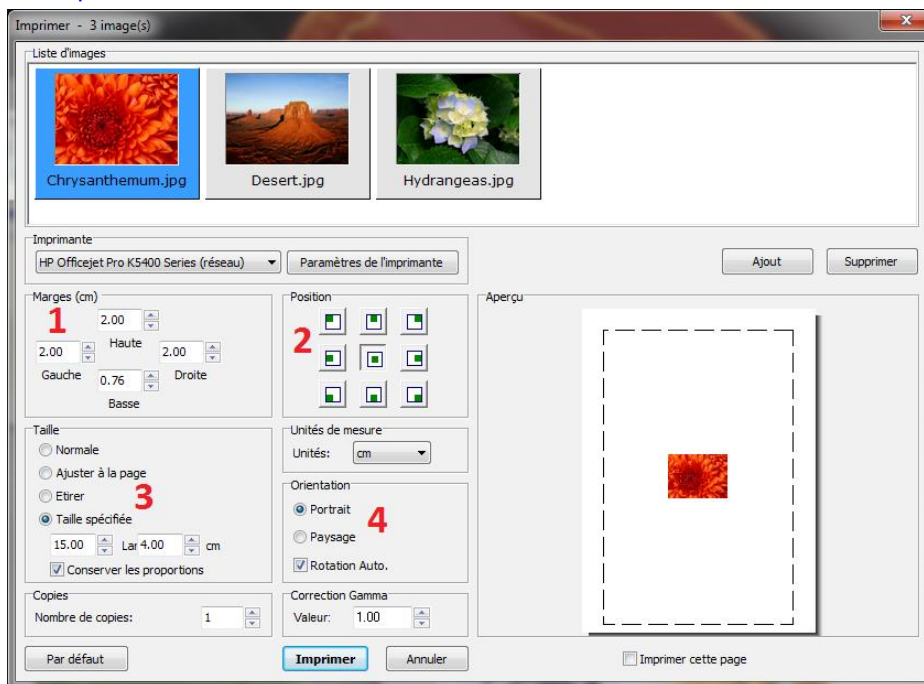 Imprimer - 3 image(s)
Liste d'images
Chrysanthemum.jpg
Desert.jpg
Hydrangeas.jpg
Imprimante
HP Officejet Pro K5400 Series (réseau)
Paramètres de l'imprimante
Ajout
Supprimer
Marges (cm)
1
2.00
Haute
2.00
2.00
Gauche
0.76
Droite
Basse
Position
2
Aperçu
Taille
Normale
Ajuster à la page
Etirer
3
Taille spécifiée
15.00
Lar
4.00
cm
Conserver les proportions
Unités de mesure
Unités:
cm
Orientation
Portrait
4
Paysage
Rotation Auto.
Copies
Nombre de copies:
1
Correction Gamma
Valeur:
1.00
Par défaut
Imprimer
Annuler
Imprimer cette page